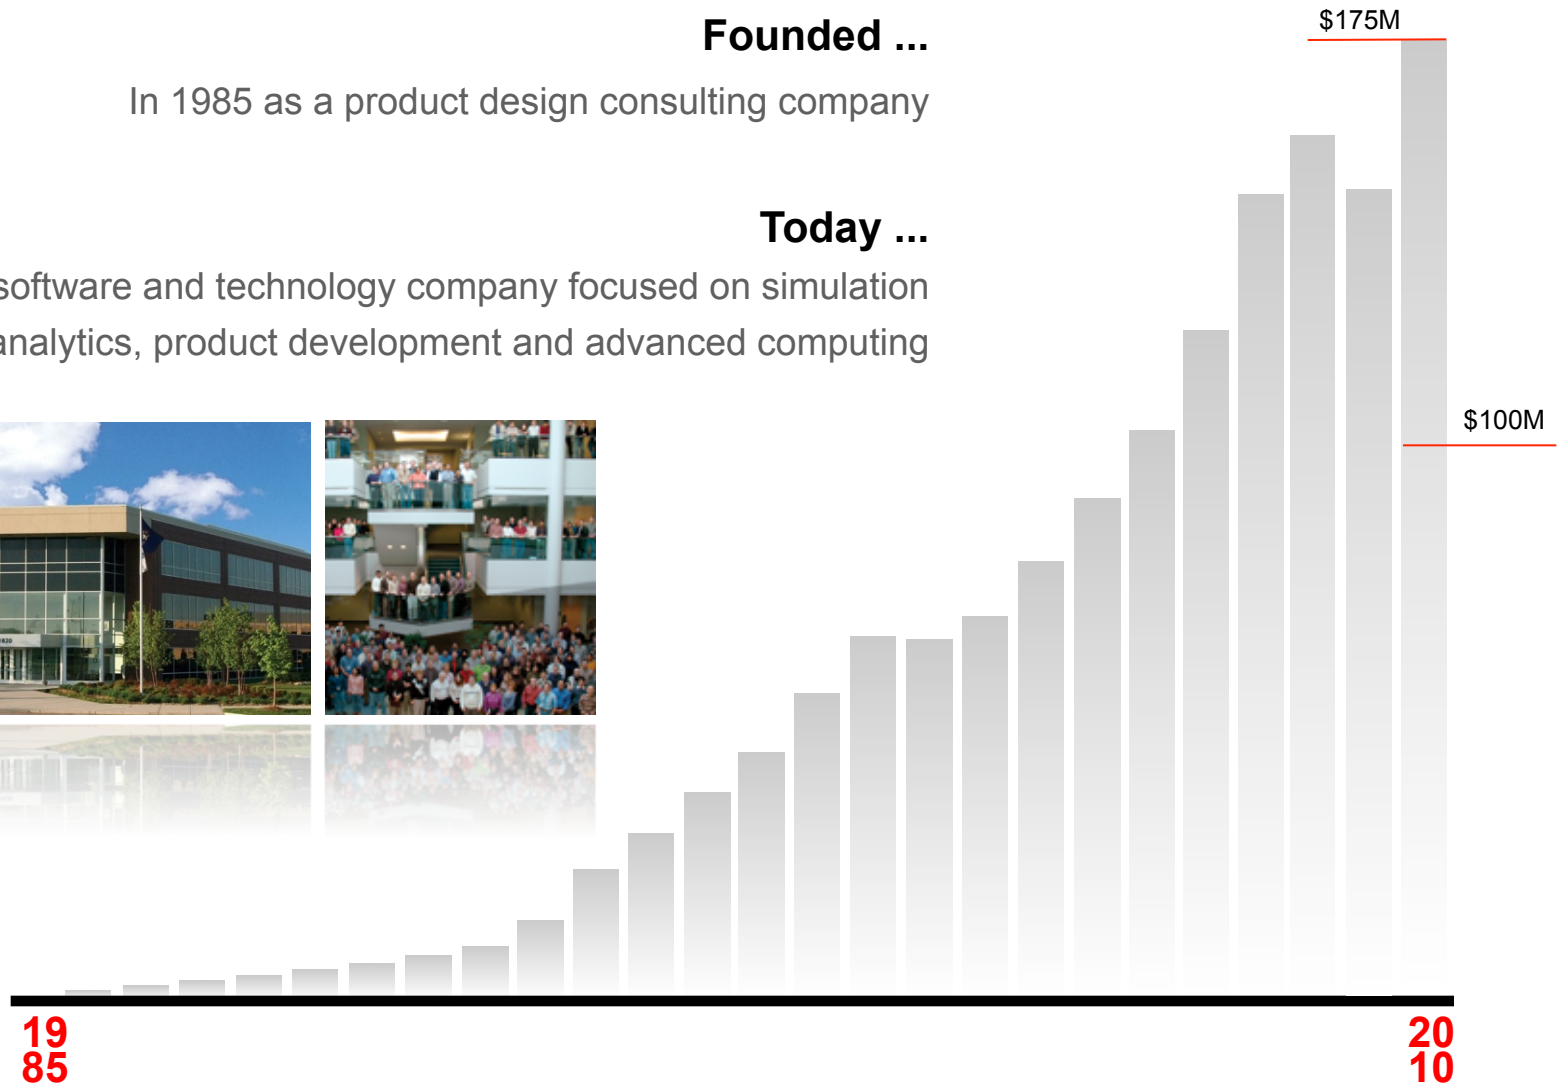 Founded ...
In 1985 as a product design consulting company
Today ...
software and technology company focused on simulation
analytics, product development and advanced computing
$175M
$100M
19
85
20
10